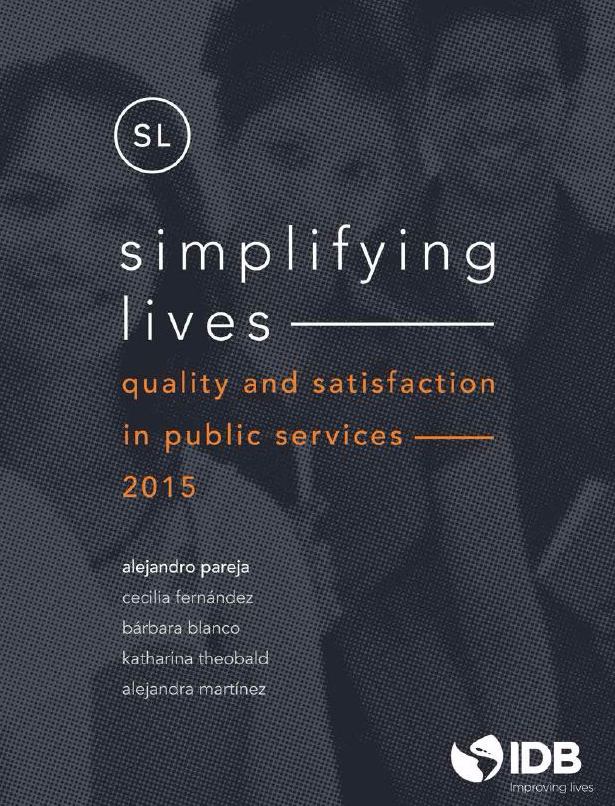 SL
simplifying
lives
quality and satisfaction
in public services
2015
alejandro pareja
cecilia fernández
bárbara blanco
katharina theobald
alejandra martínez
IDB
Improving lives